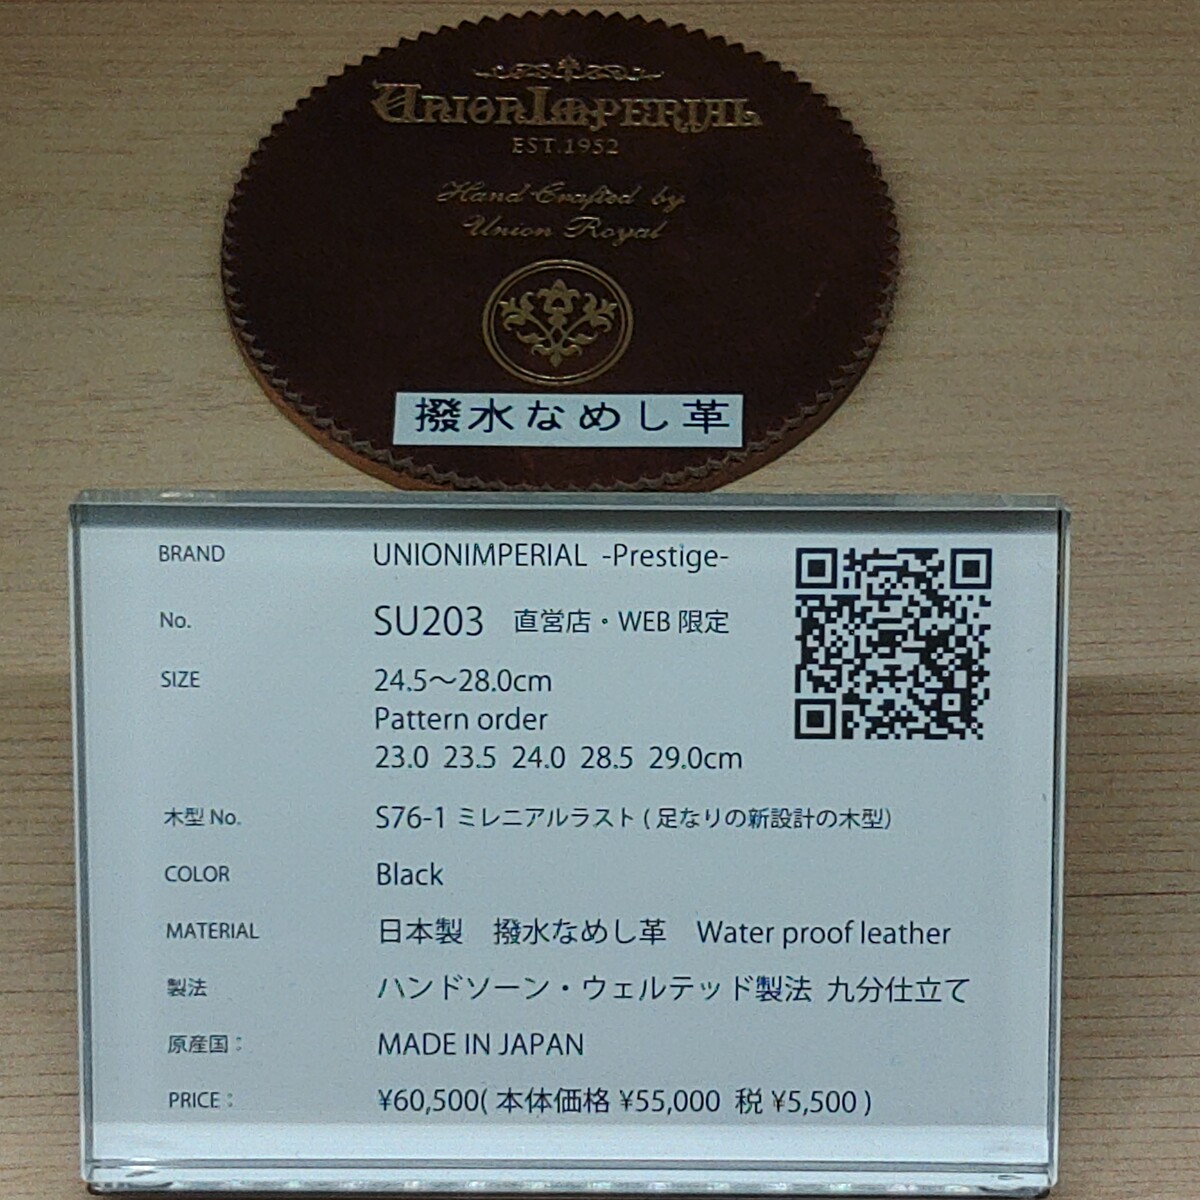 UNIONIMPERIAL
EST.1952
Hand-Crafted by
Union Royal
撥水なめし革
BRAND UNIONIMPERIAL -Prestige-
No. SU203 直営店・WEB 限定
SIZE 24.5～28.0cm
Pattern order
23.0 23.5 24.0 28.5 29.0cm
木型 No. S76-1 ミレニアルラスト ( 足なりの新設計の木型)
COLOR Black
MATERIAL 日本製 撥水なめし革 Water proof leather
製法 ハンドソーン・ウェルテッド製法 九分仕立て
原産国： MADE IN JAPAN
PRICE： ¥60,500( 本体価格 ¥55,000 税 ¥5,500 )